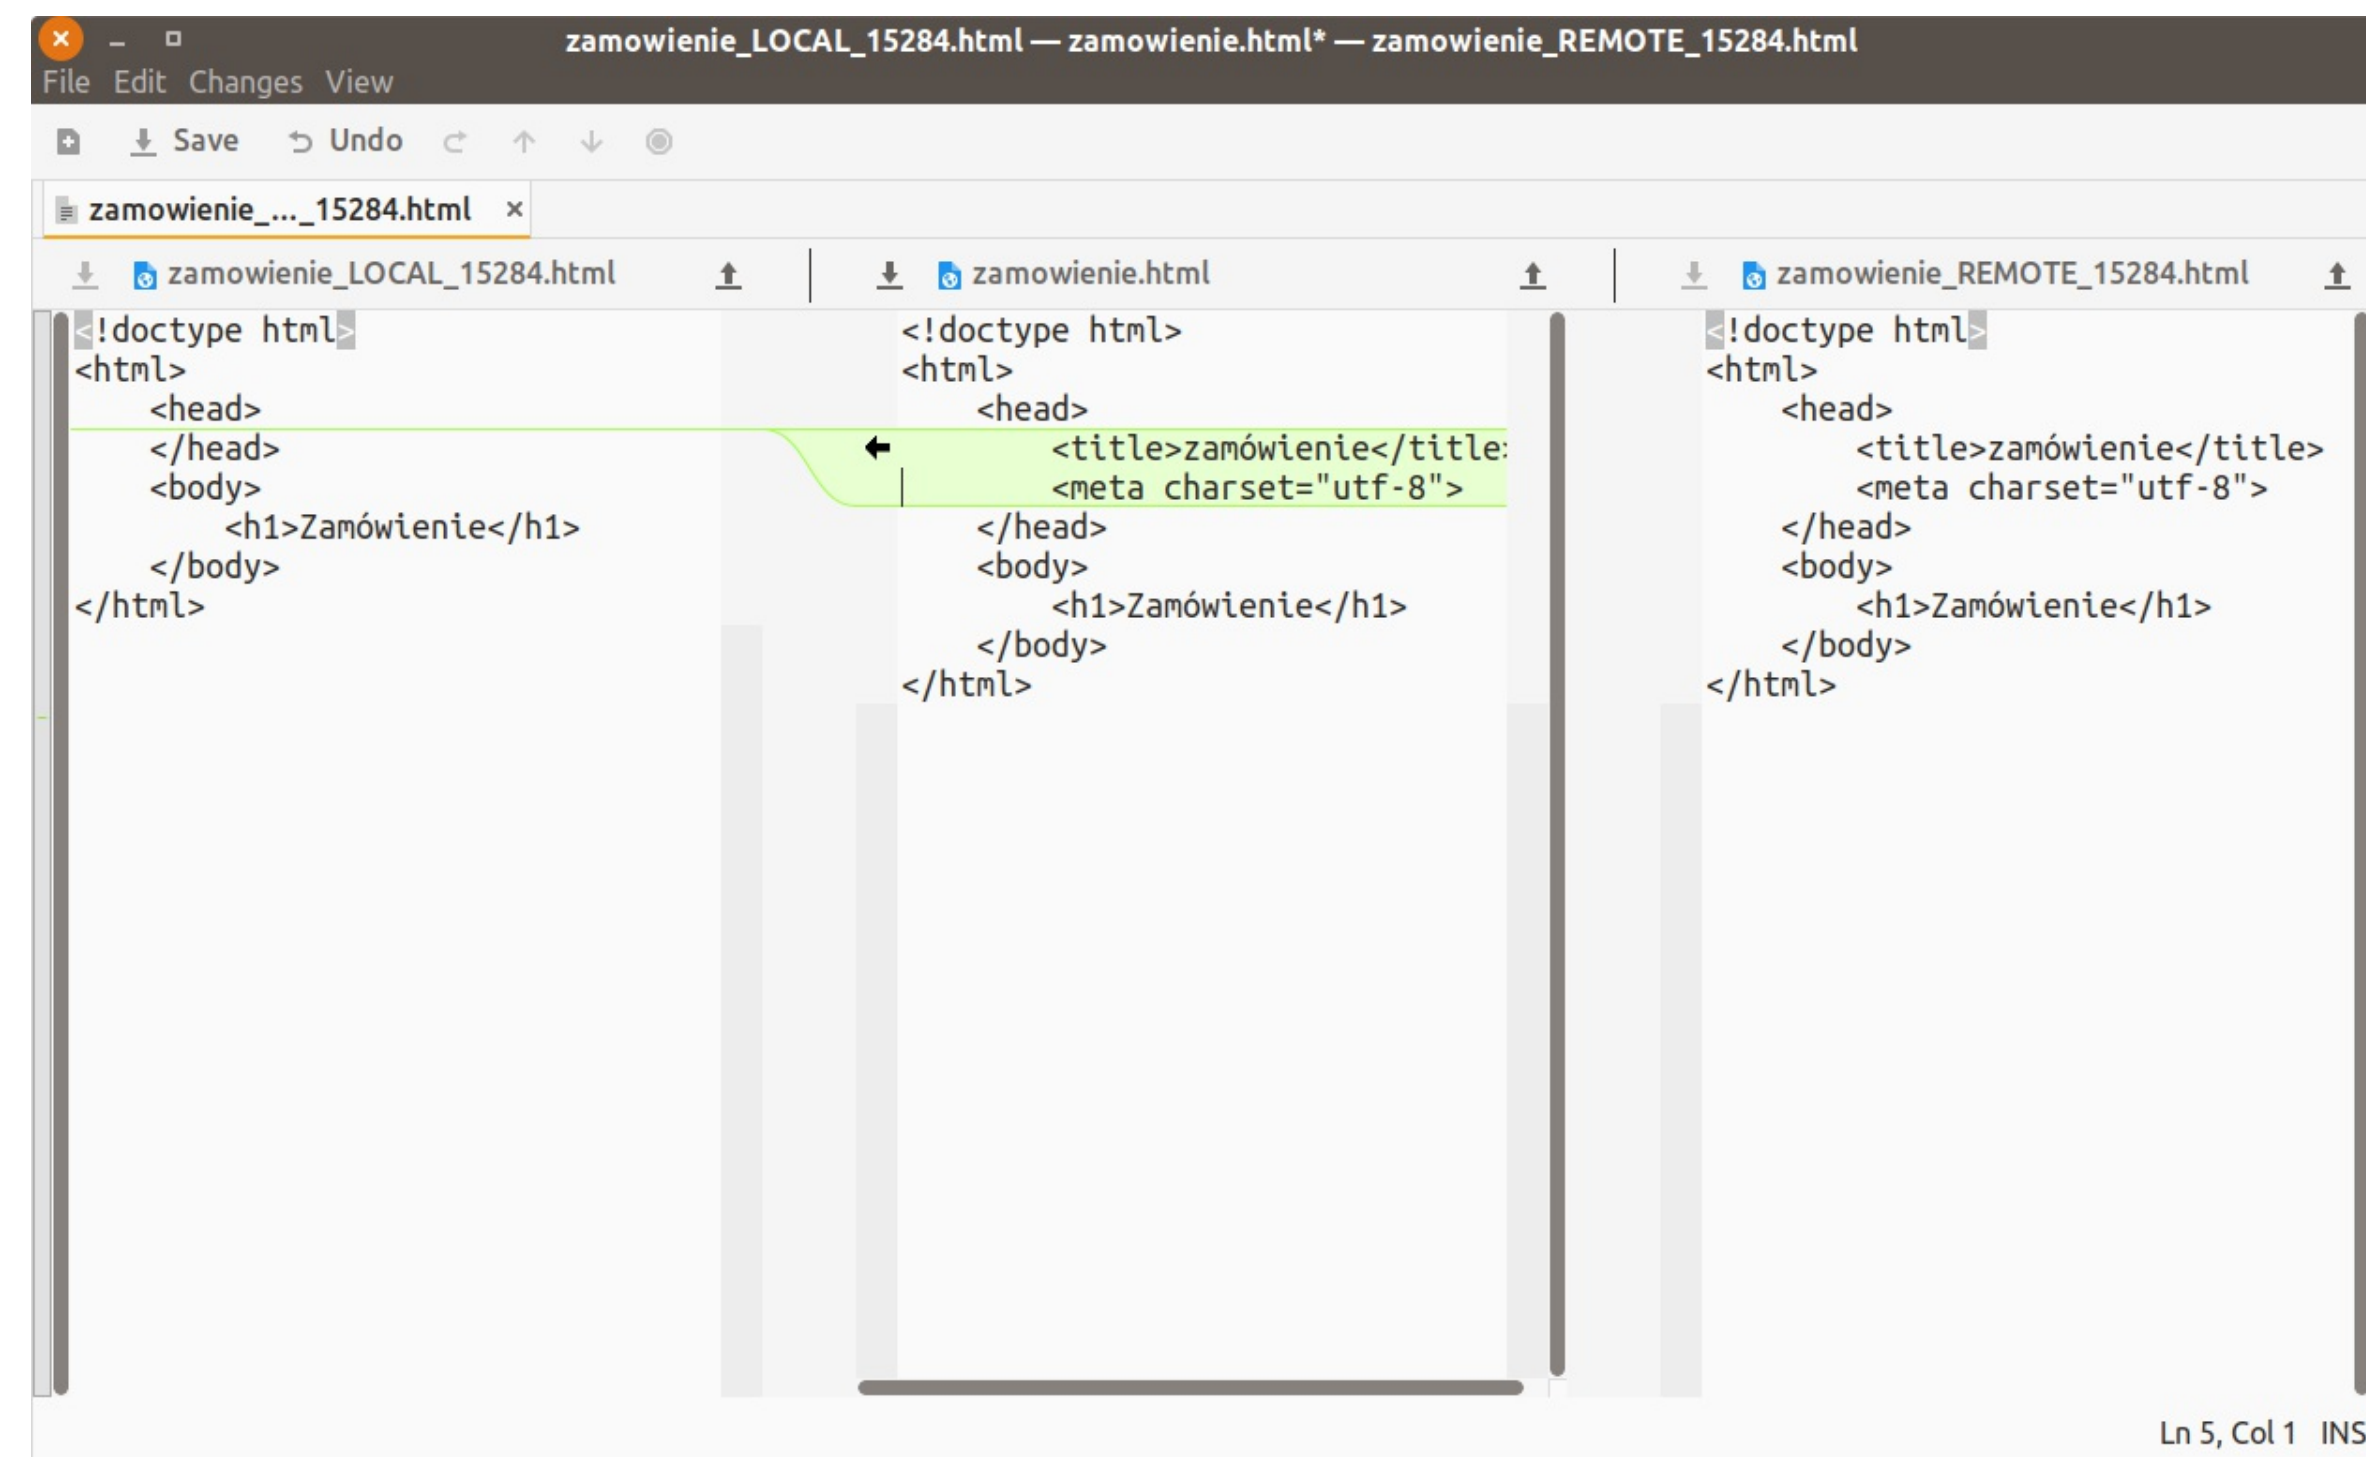 zamowienie_LOCAL_15284.html — zamowienie.html* — zamowienie_REMOTE_15284.html
File Edit Changes View
Save Undo
zamowienie_..._15284.html
zamowienie_LOCAL_15284.html
<!doctype html>
<html>
    <head>
    </head>
    <body>
        <h1>Zamówienie</h1>
    </body>
</html>
zamowienie.html
<!doctype html>
<html>
    <head>
        <title>zamówienie</title>
        <meta charset="utf-8">
    </head>
    <body>
        <h1>Zamówienie</h1>
    </body>
</html>
zamowienie_REMOTE_15284.html
<!doctype html>
<html>
    <head>
        <title>zamówienie</title>
        <meta charset="utf-8">
    </head>
    <body>
        <h1>Zamówienie</h1>
    </body>
</html>
Ln 5, Col 1 INS